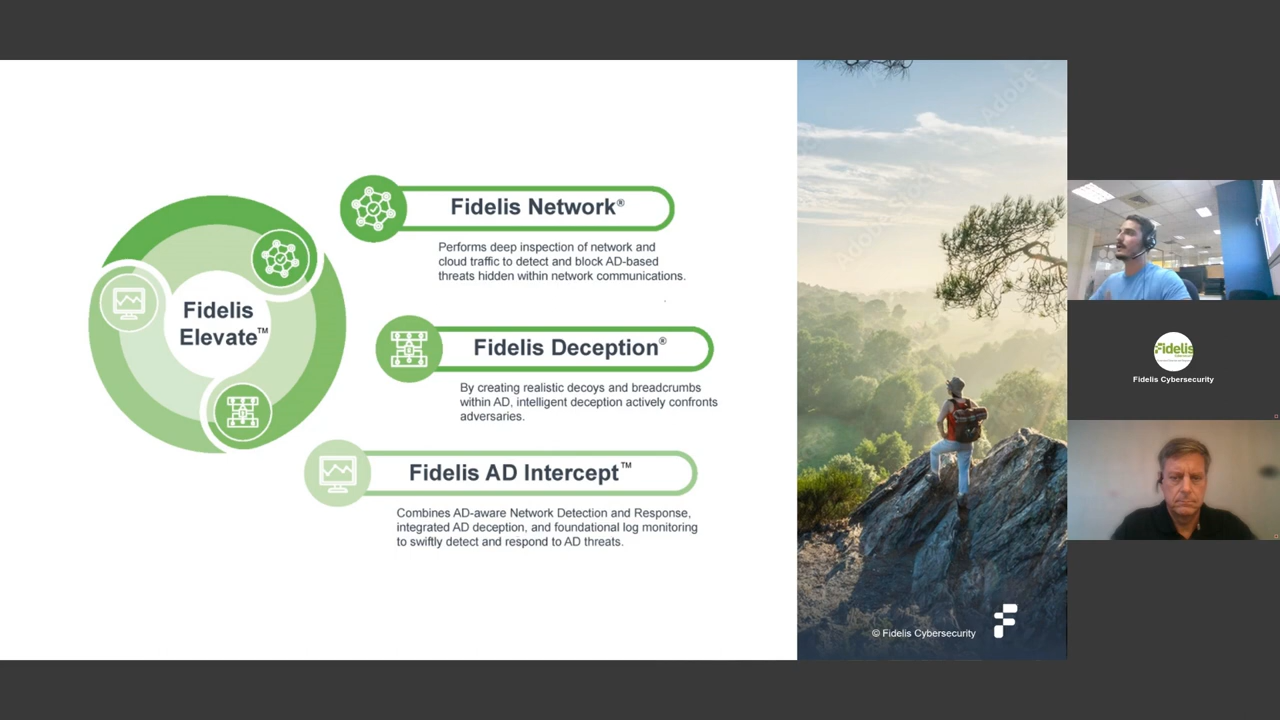 Fidelis
Elevate™
Fidelis Network®
Performs deep inspection of network and
cloud traffic to detect and block AD-based
threats hidden within network communications.
Fidelis Deception®
By creating realistic decoys and breadcrumbs
within AD, intelligent deception actively confronts
adversaries.
Fidelis AD Intercept™
Combines AD-aware Network Detection and Response,
integrated AD deception, and foundational log monitoring
to swiftly detect and respond to AD threats.
© Fidelis Cybersecurity
Fidelis
Fidelis Cybersecurity